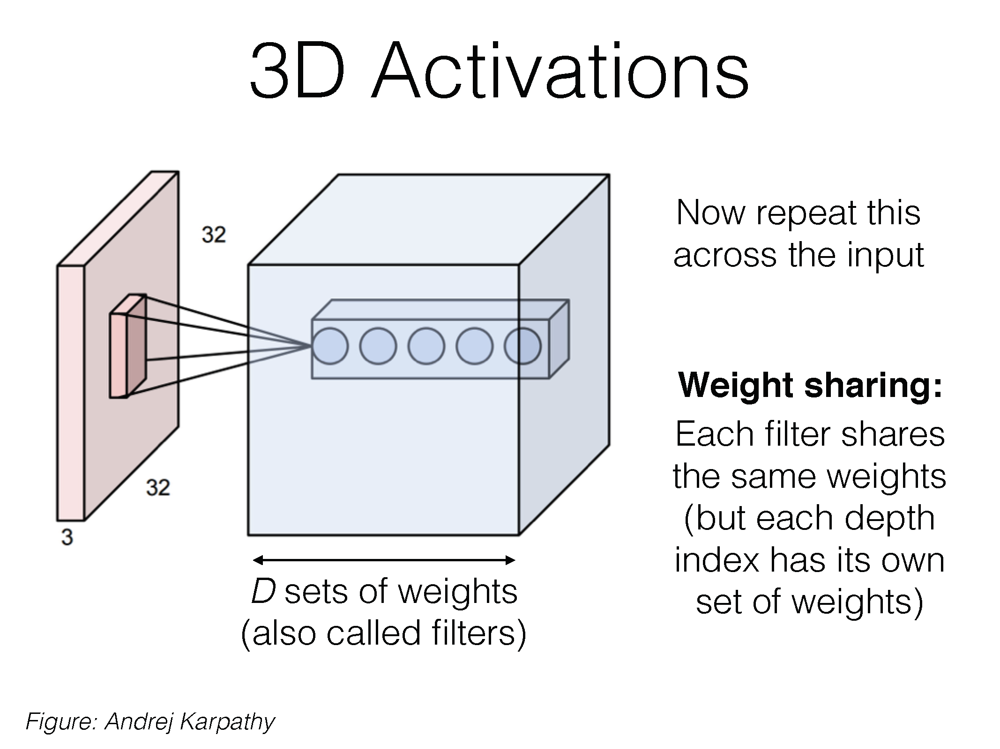 3D Activations
32
32
3
Now repeat this
across the input
Weight sharing:
Each filter shares
the same weights
(but each depth
index has its own
set of weights)
D sets of weights
(also called filters)
Figure: Andrej Karpathy